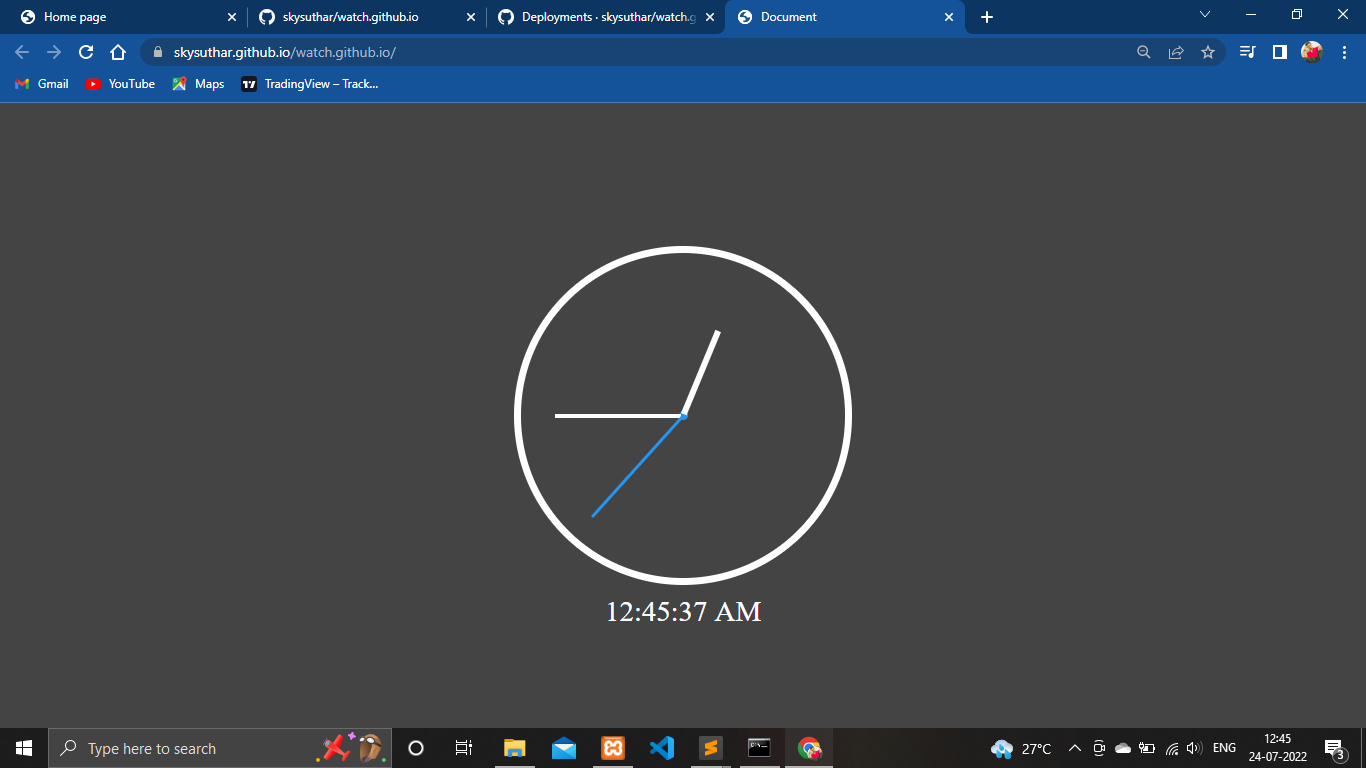 Home page
skysuthar/watch.github.io
Deployments · skysuthar/watch.g
Document
skysuthar.github.io/watch.github.io/
Gmail
YouTube
Maps
TradingView – Track...
12:45:37 AM
Type here to search
27°C
ENG
12:45
24-07-2022
3